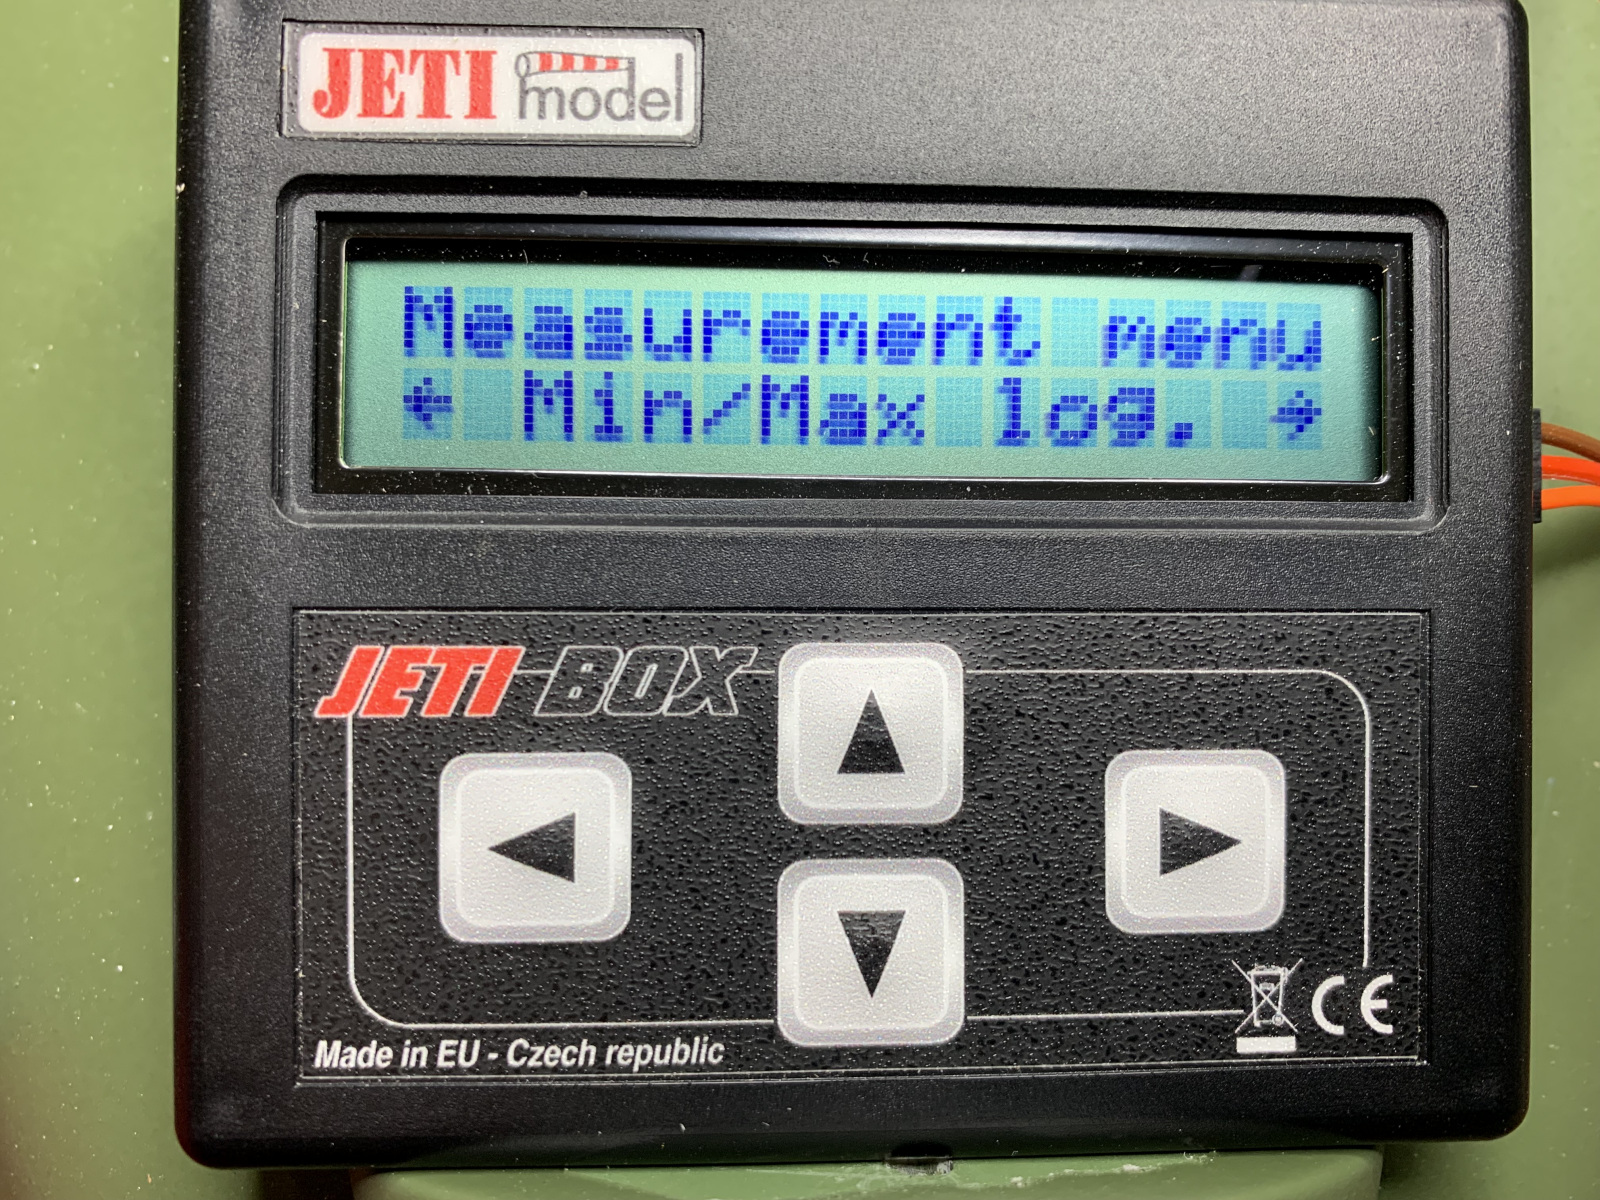 JETI model
Measurement menu
← Min/Max log. →
JETI-BOX
Made in EU - Czech republic
CE